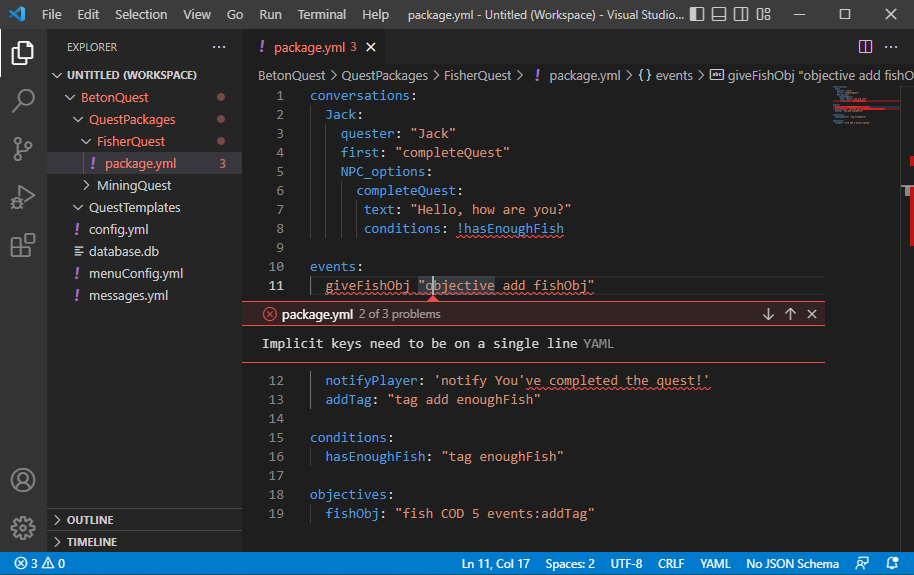 File Edit Selection View Go Run Terminal Help package.yml - Untitled (Workspace) - Visual Studio...
EXPLORER
UNTITLED (WORKSPACE)
BetonQuest
QuestPackages
FisherQuest
package.yml 3
MiningQuest
QuestTemplates
config.yml
database.db
menuConfig.yml
messages.yml
OUTLINE
TIMELINE
package.yml 3
BetonQuest > QuestPackages > FisherQuest > ! package.yml > {} events > abc giveFishObj "objective add fishO
1 conversations:
2 Jack:
3 quester: "Jack"
4 first: "completeQuest"
5 NPC_options:
6 completeQuest:
7 text: "Hello, how are you?"
8 conditions: !hasEnoughFish
9
10 events:
11 giveFishObj "objective add fishObj"
package.yml 2 of 3 problems
Implicit keys need to be on a single line YAML
12 notifyPlayer: 'notify You've completed the quest!'
13 addTag: "tag add enoughFish"
14
15 conditions:
16 hasEnoughFish: "tag enoughFish"
17
18 objectives:
19 fishObj: "fish COD 5 events:addTag"
3 0 Ln 11, Col 17 Spaces: 2 UTF-8 CRLF YAML No JSON Schema